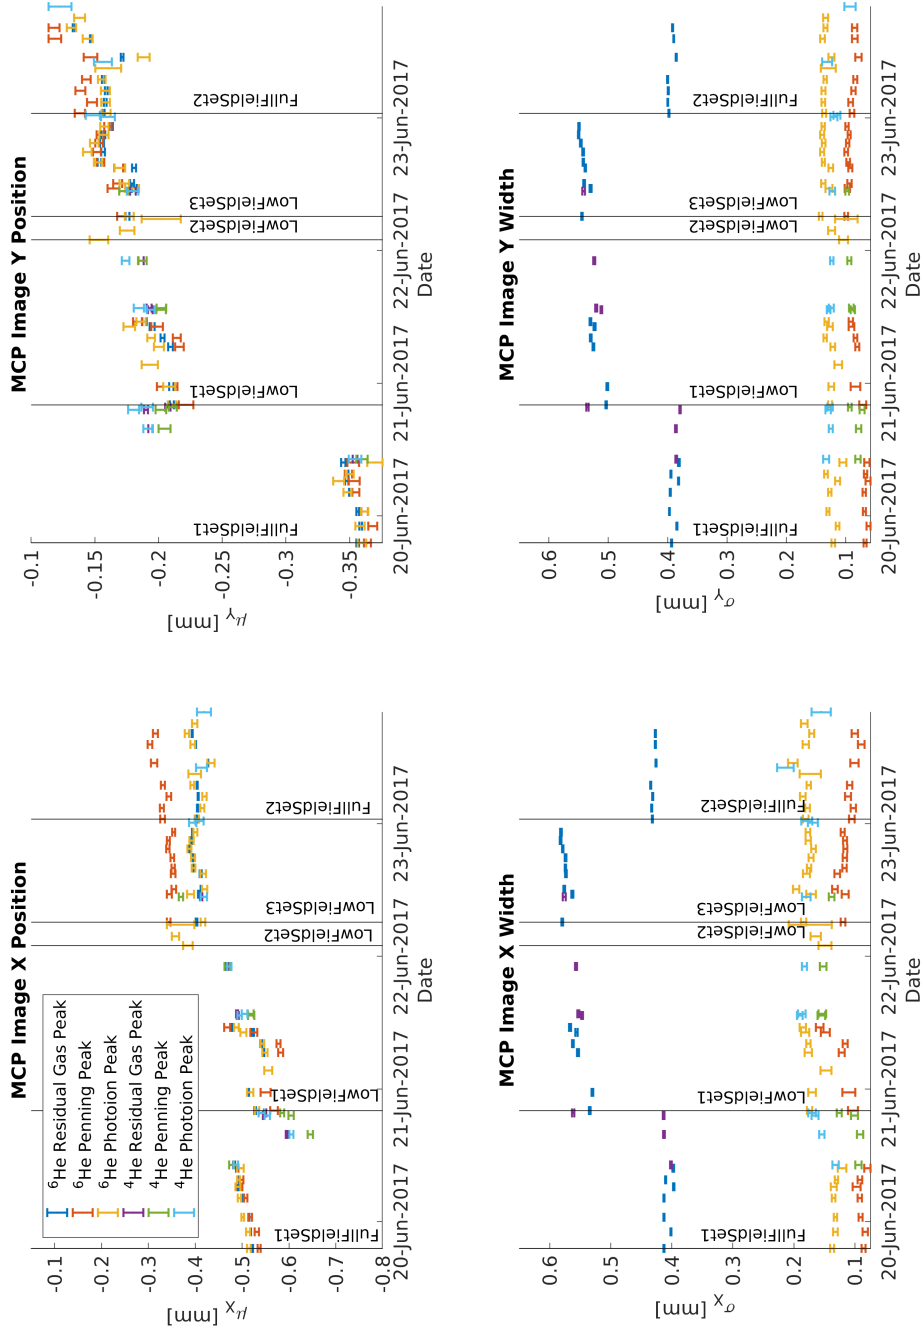 MCP Image X Position
-0.1
-0.2
-0.3
-0.4
-0.5
-0.6
-0.7
-0.8
μX [mm]
⁶He Residual Gas Peak
⁶He Penning Peak
⁶He Photoion Peak
⁴He Residual Gas Peak
⁴He Penning Peak
⁴He Photoion Peak
FullFieldSet1
LowFieldSet1
LowFieldSet2
LowFieldSet3
FullFieldSet2
20-Jun-2017
21-Jun-2017
22-Jun-2017
23-Jun-2017
Date
MCP Image Y Position
-0.1
-0.15
-0.2
-0.25
-0.3
-0.35
μY [mm]
FullFieldSet1
LowFieldSet1
LowFieldSet2
LowFieldSet3
FullFieldSet2
20-Jun-2017
21-Jun-2017
22-Jun-2017
23-Jun-2017
Date
MCP Image X Width
0.6
0.5
0.4
0.3
0.2
0.1
σX [mm]
FullFieldSet1
LowFieldSet1
LowFieldSet2
LowFieldSet3
FullFieldSet2
20-Jun-2017
21-Jun-2017
22-Jun-2017
23-Jun-2017
Date
MCP Image Y Width
0.6
0.5
0.4
0.3
0.2
0.1
σY [mm]
FullFieldSet1
LowFieldSet1
LowFieldSet2
LowFieldSet3
FullFieldSet2
20-Jun-2017
21-Jun-2017
22-Jun-2017
23-Jun-2017
Date